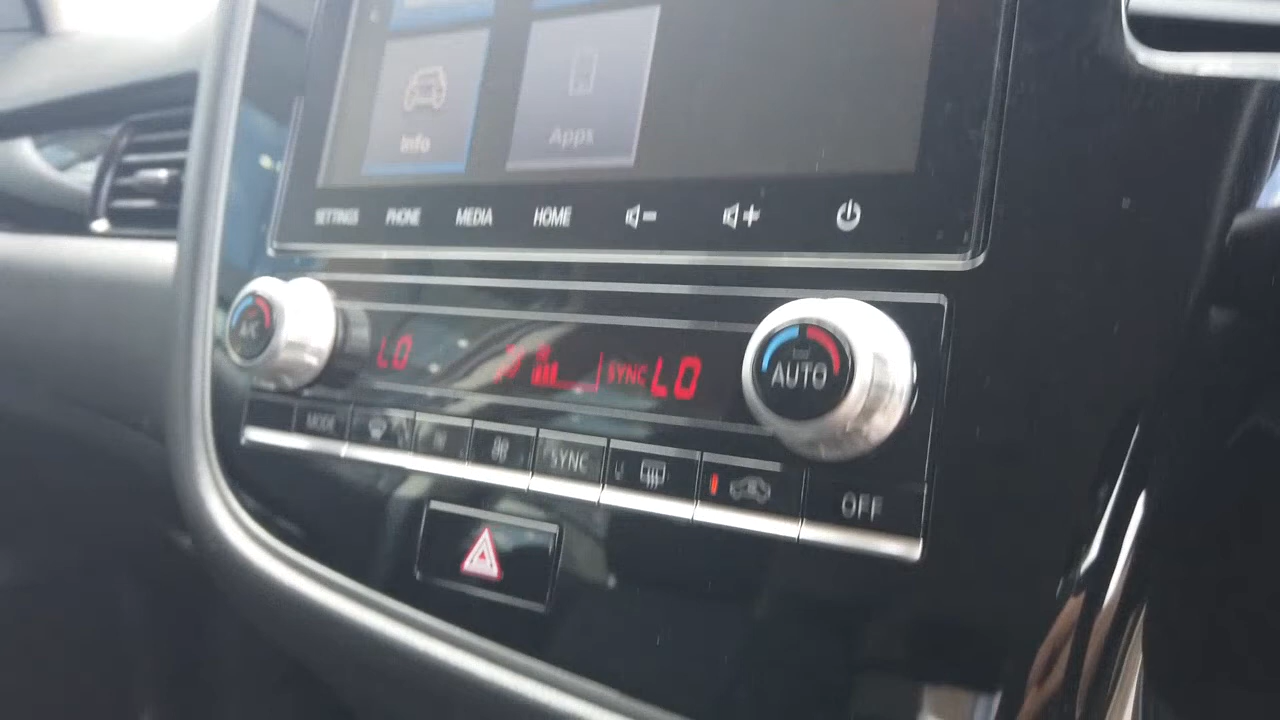 Info
Apps
SETTINGS PHONE MEDIA HOME
A/C LO SYNC LO AUTO
MODE SYNC OFF